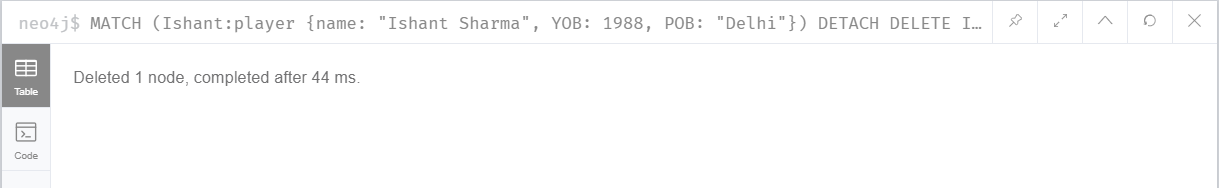 neo4j$ MATCH (Ishant:player {name: "Ishant Sharma", YOB: 1988, POB: "Delhi"}) DETACH DELETE I…
Table
Deleted 1 node, completed after 44 ms.
Code